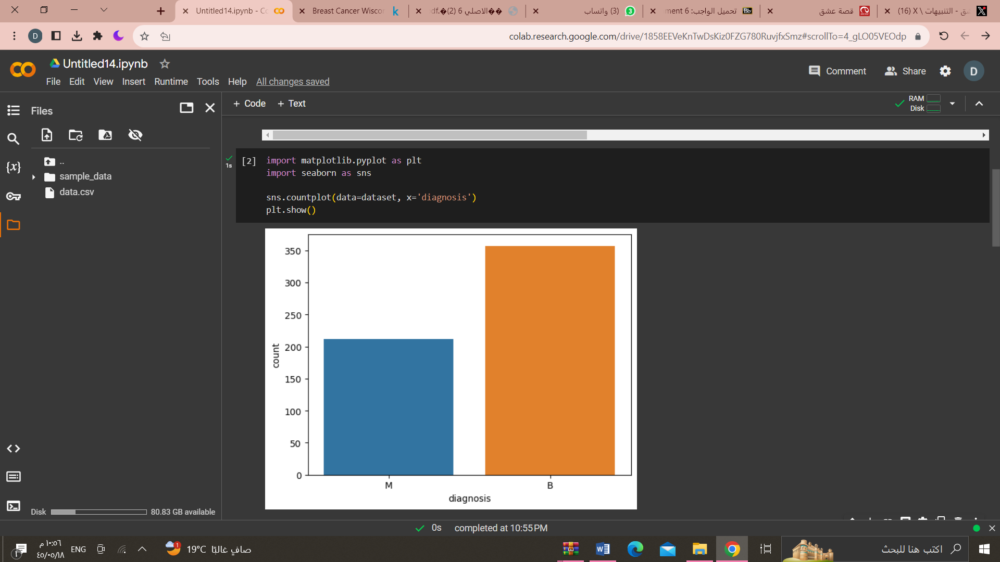 Untitled14.ipynb - Co
Breast Cancer Wiscor
الاصلي 6 (2)
(3) واتساب
تحميل الواجب: ment 6
قصة عشق
ق - التنبيهات \ X (16)
D
colab.research.google.com/drive/1858EEVeKnTwDsKiz0FZG780RuvjfxSmz#scrollTo=4_gLO05VEOdp
Untitled14.ipynb
File Edit View Insert Runtime Tools Help All changes saved
Comment Share D
Files
+ Code + Text
RAM
Disk
..
sample_data
data.csv
{x}
1s
[2] import matplotlib.pyplot as plt
import seaborn as sns
sns.countplot(data=dataset, x='diagnosis')
plt.show()
350
300
250
200
150
100
50
0
count
M B
diagnosis
Disk 80.83 GB available
0s completed at 10:55 PM
١٠:٥٦ م
٤٥/٠٥/١٨
ENG
19°C صافٍ غالبًا
اكتب هنا للبحث